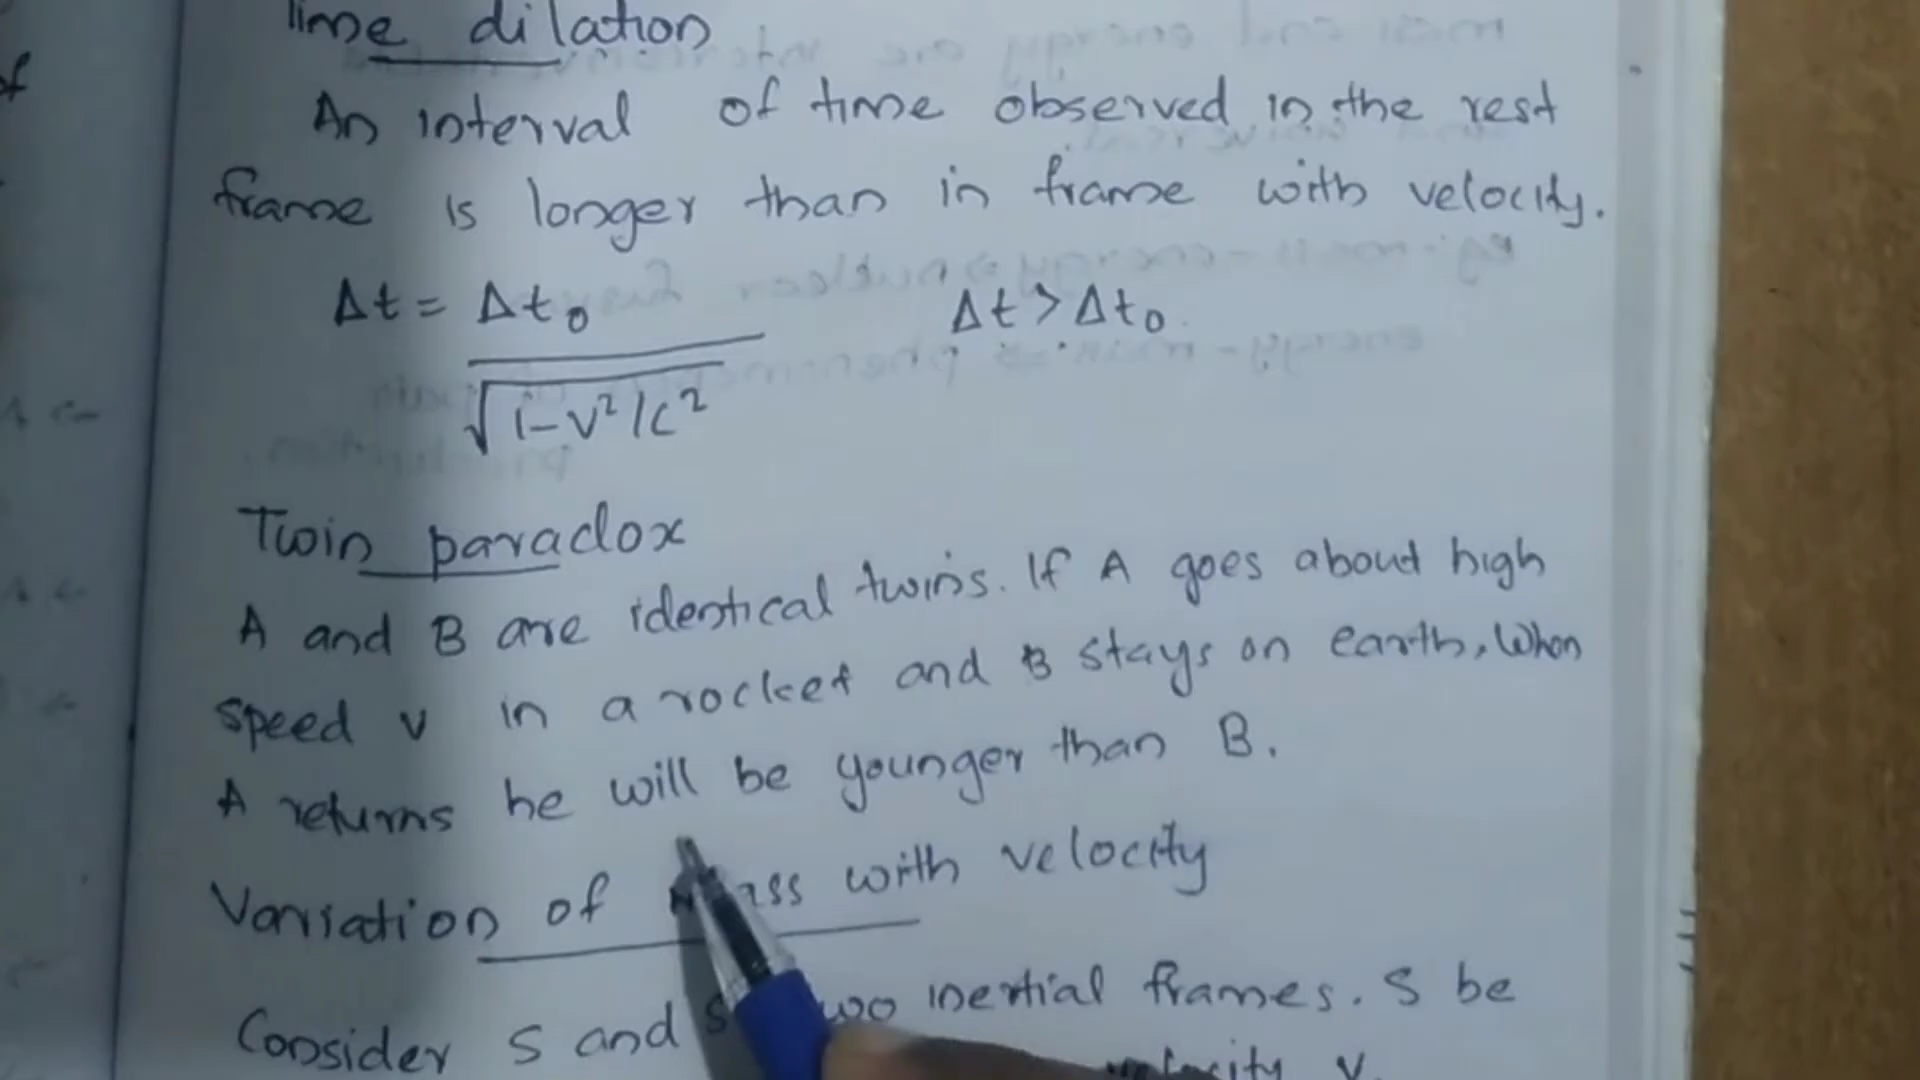 Time dilation
An interval of time observed in the rest
frame is longer than in frame with velocity.
Δt = Δt₀ Δt > Δt₀
√1-v²/c²
Twin paradox
A and B are identical twins. If A goes about high
speed v in a rocket and B stays on earth, When
A returns he will be younger than B.
Variation of mass with velocity
Consider S and two inertial frames. S be
velocity v.